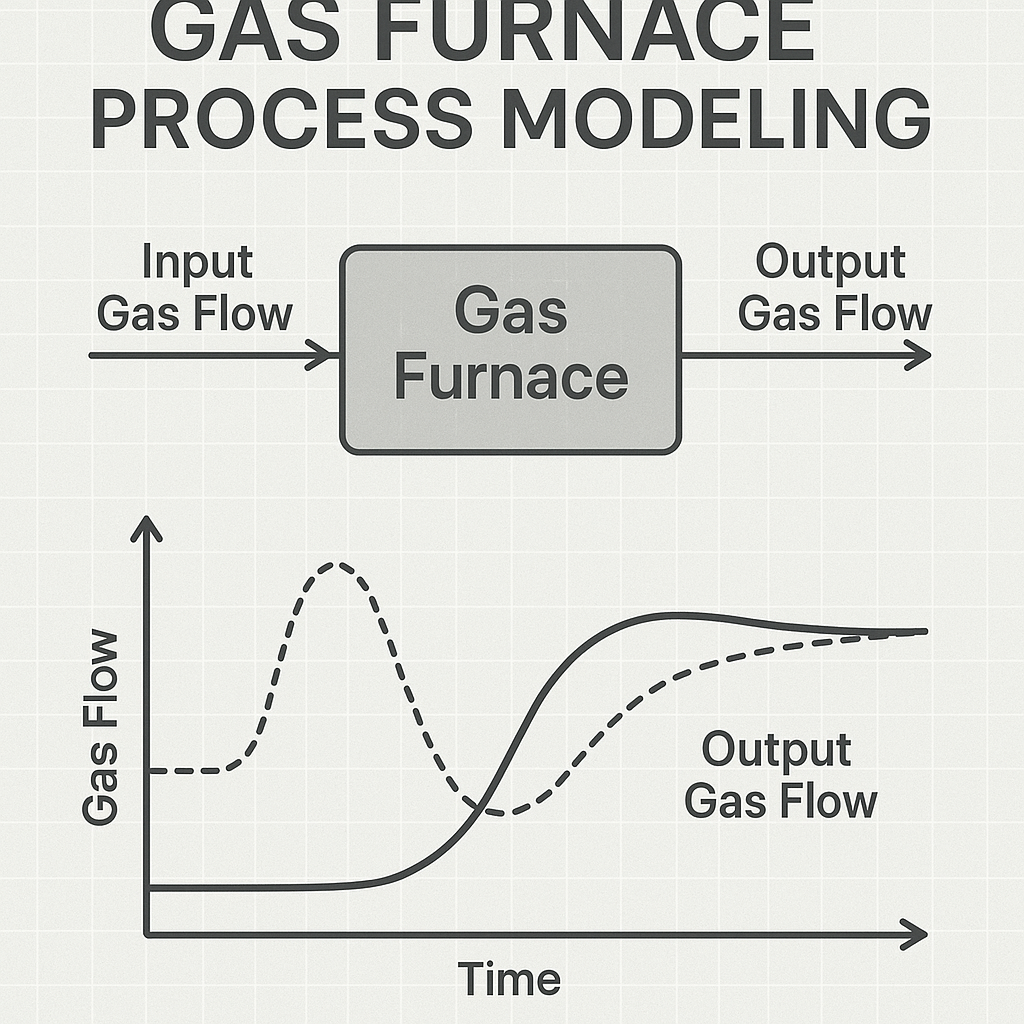 GAS FURNACE
PROCESS MODELING
Input
Gas Flow
Gas
Furnace
Output
Gas Flow
Gas Flow
Output
Gas Flow
Time